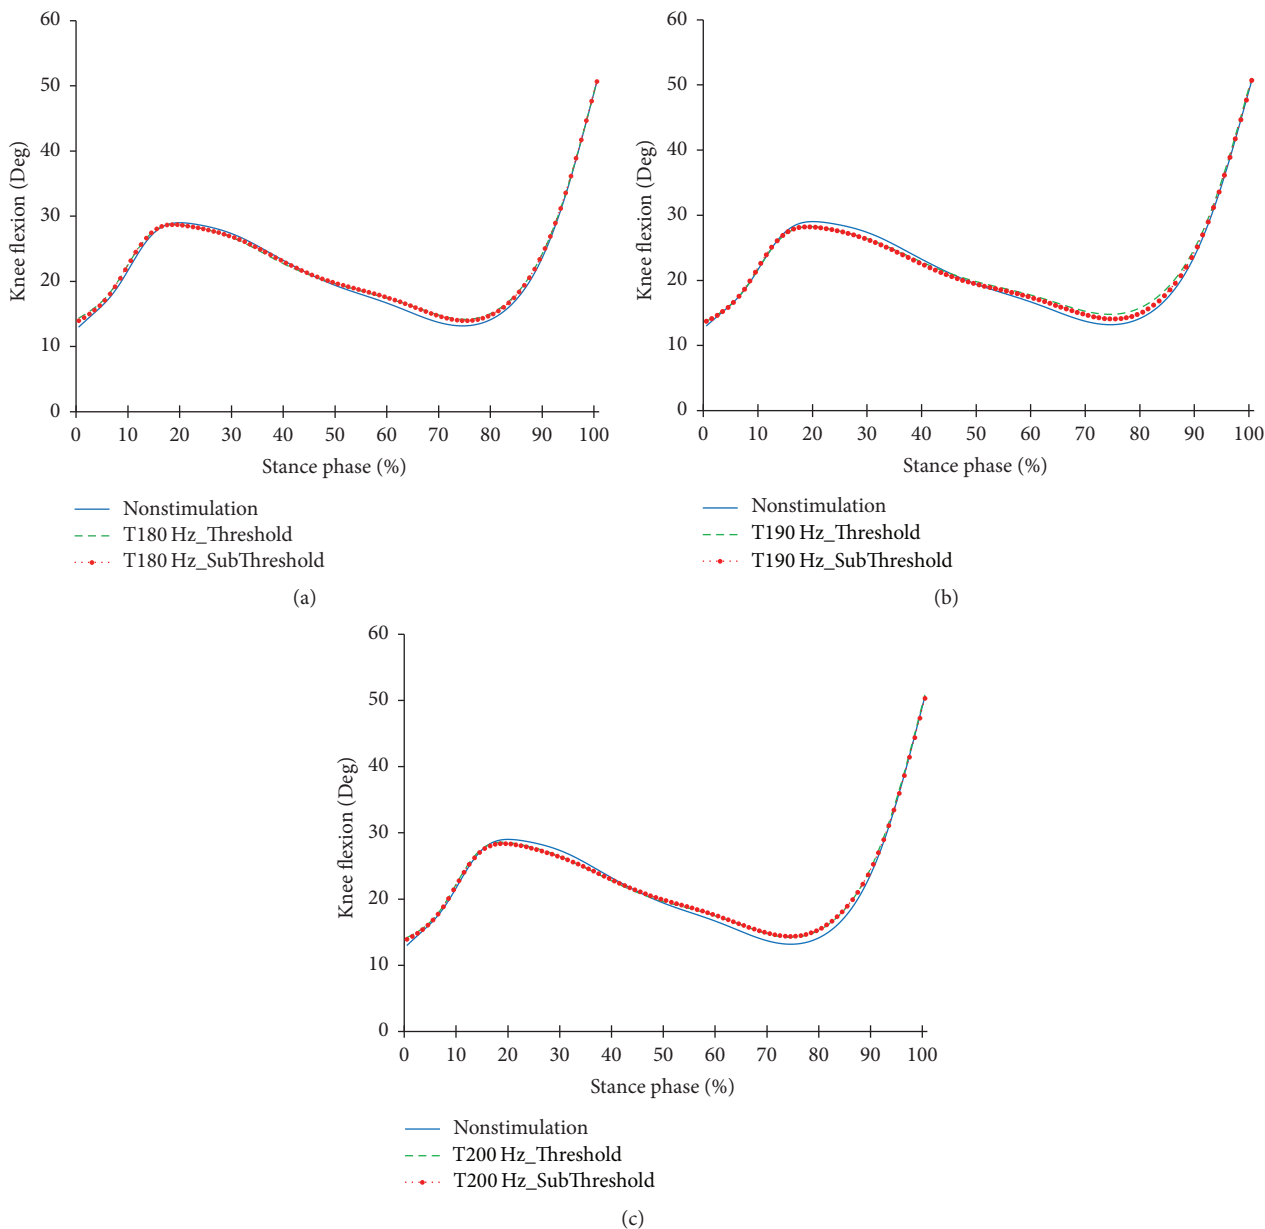 60
50
40
30
20
10
0
Knee flexion (Deg)
0 10 20 30 40 50 60 70 80 90 100
Stance phase (%)
Nonstimulation
T180 Hz_Threshold
T180 Hz_SubThreshold
(a)
60
50
40
30
20
10
0
Knee flexion (Deg)
0 10 20 30 40 50 60 70 80 90 100
Stance phase (%)
Nonstimulation
T190 Hz_Threshold
T190 Hz_SubThreshold
(b)
60
50
40
30
20
10
0
Knee flexion (Deg)
0 10 20 30 40 50 60 70 80 90 100
Stance phase (%)
Nonstimulation
T200 Hz_Threshold
T200 Hz_SubThreshold
(c)